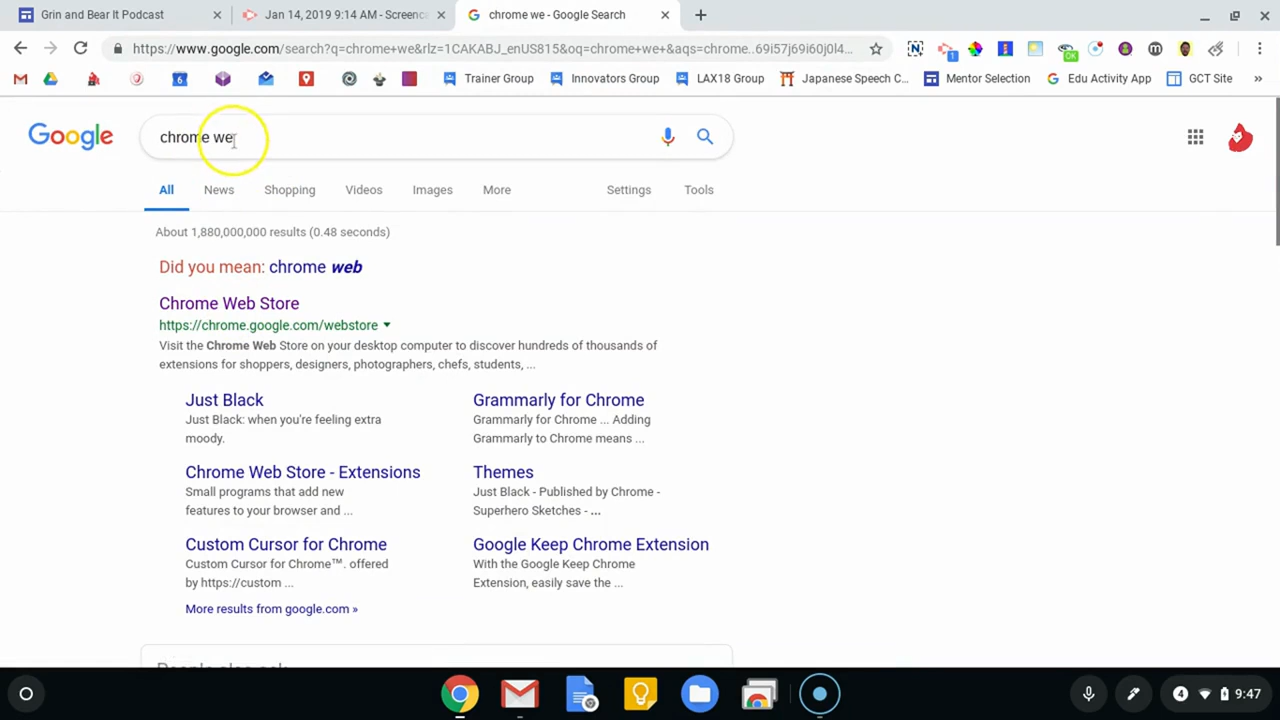 Grin and Bear It Podcast
Jan 14, 2019 9:14 AM - Screenca
chrome we - Google Search
https://www.google.com/search?q=chrome+we&rlz=1CAKABJ_enUS815&oq=chrome+we+&aqs=chrome..69i57j69i60j0l4...
Trainer Group
Innovators Group
LAX18 Group
Japanese Speech C...
Mentor Selection
Edu Activity App
GCT Site
»
Google
chrome we
All
News
Shopping
Videos
Images
More
Settings
Tools
About 1,880,000,000 results (0.48 seconds)
Did you mean: chrome web
Chrome Web Store
https://chrome.google.com/webstore
Visit the Chrome Web Store on your desktop computer to discover hundreds of thousands of
extensions for shoppers, designers, photographers, chefs, students, ...
Just Black
Just Black: when you're feeling extra
moody.
Grammarly for Chrome
Grammarly for Chrome ... Adding
Grammarly to Chrome means ...
Chrome Web Store - Extensions
Small programs that add new
features to your browser and ...
Themes
Just Black - Published by Chrome -
Superhero Sketches - ...
Custom Cursor for Chrome
Custom Cursor for Chrome™. offered
by https://custom ...
Google Keep Chrome Extension
With the Google Keep Chrome
Extension, easily save the ...
More results from google.com »
People also ask
4
9:47